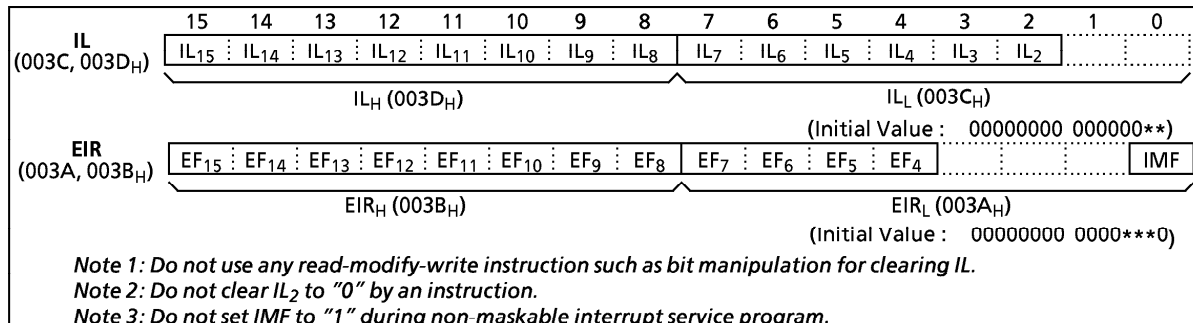 15 14 13 12 11 10 9 8 7 6 5 4 3 2 1 0
IL
(003C, 003DH)
IL15 IL14 IL13 IL12 IL11 IL10 IL9 IL8 IL7 IL6 IL5 IL4 IL3 IL2
ILH (003DH) ILL (003CH)
(Initial Value : 00000000 000000**)
EIR
(003A, 003BH)
EF15 EF14 EF13 EF12 EF11 EF10 EF9 EF8 EF7 EF6 EF5 EF4 IMF
EIRH (003BH) EIRL (003AH)
(Initial Value : 00000000 0000***0)
Note 1: Do not use any read-modify-write instruction such as bit manipulation for clearing IL.
Note 2: Do not clear IL2 to "0" by an instruction.
Note 3: Do not set IMF to "1" during non-maskable interrupt service program.